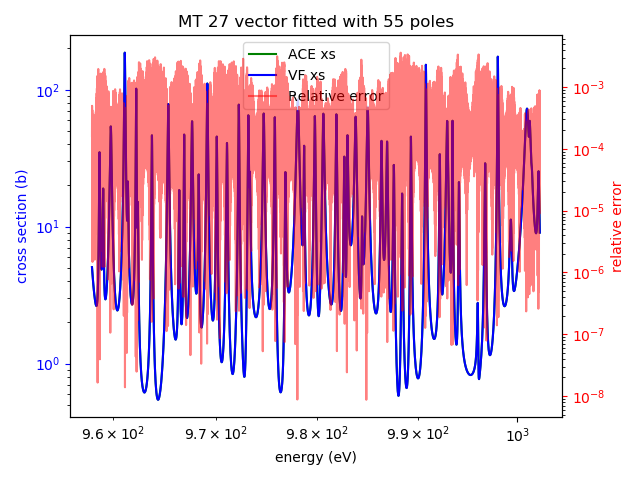 MT 27 vector fitted with 55 poles
ACE xs
VF xs
Relative error
cross section (b)
10²
10¹
10⁰
10⁻³
10⁻⁴
10⁻⁵
10⁻⁶
10⁻⁷
10⁻⁸
relative error
9.6 × 10² 9.7 × 10² 9.8 × 10² 9.9 × 10² 10³
energy (eV)